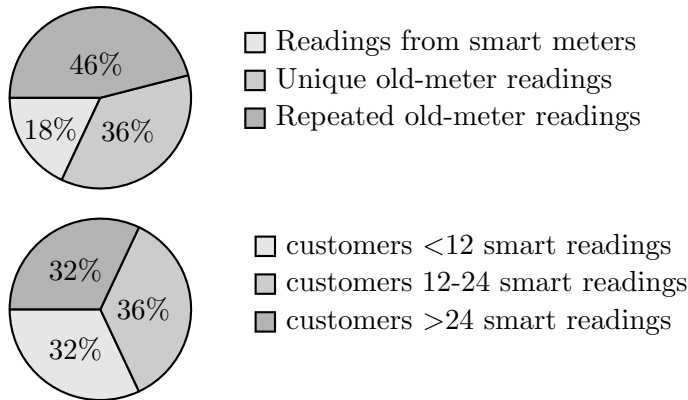 46%
18%
36%
Readings from smart meters
Unique old-meter readings
Repeated old-meter readings
32%
36%
32%
customers <12 smart readings
customers 12-24 smart readings
customers >24 smart readings